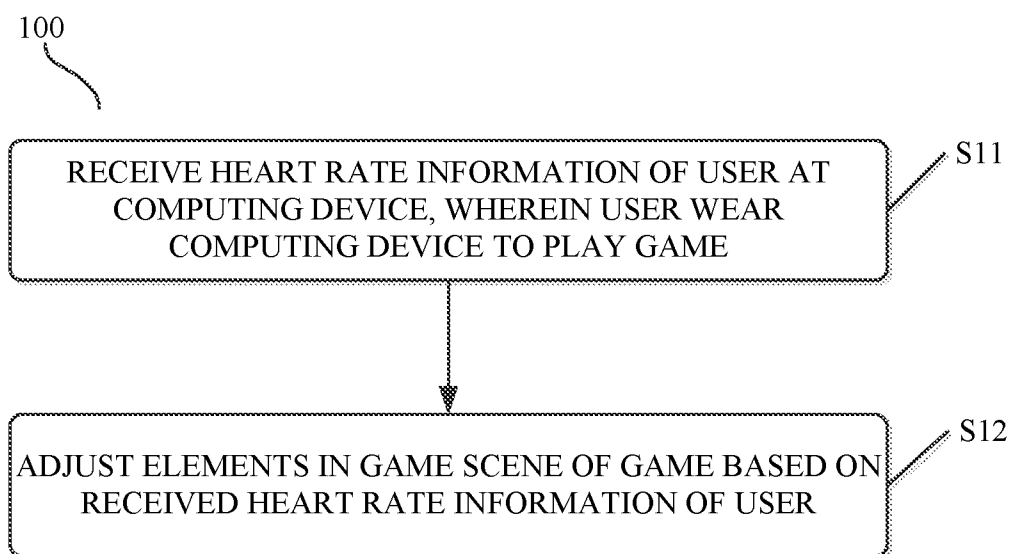 100
RECEIVE HEART RATE INFORMATION OF USER AT
COMPUTING DEVICE, WHEREIN USER WEAR
COMPUTING DEVICE TO PLAY GAME
S11
ADJUST ELEMENTS IN GAME SCENE OF GAME BASED ON
RECEIVED HEART RATE INFORMATION OF USER
S12